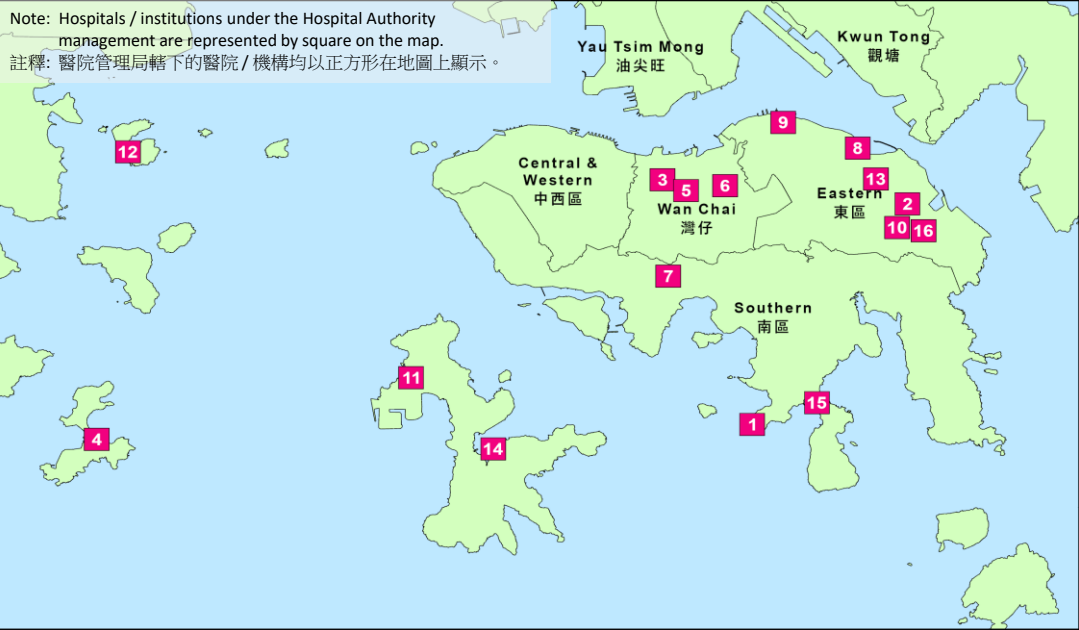 Note: Hospitals / institutions under the Hospital Authority
management are represented by square on the map.
註釋: 醫院管理局轄下的醫院 / 機構均以正方形在地圖上顯示。
Yau Tsim Mong
油尖旺
Kwun Tong
觀塘
9
8
12
Central &
Western
中西區
3
5
6
Wan Chai
灣仔
13
Eastern
東區
2
10
16
7
Southern
南區
11
15
1
4
14